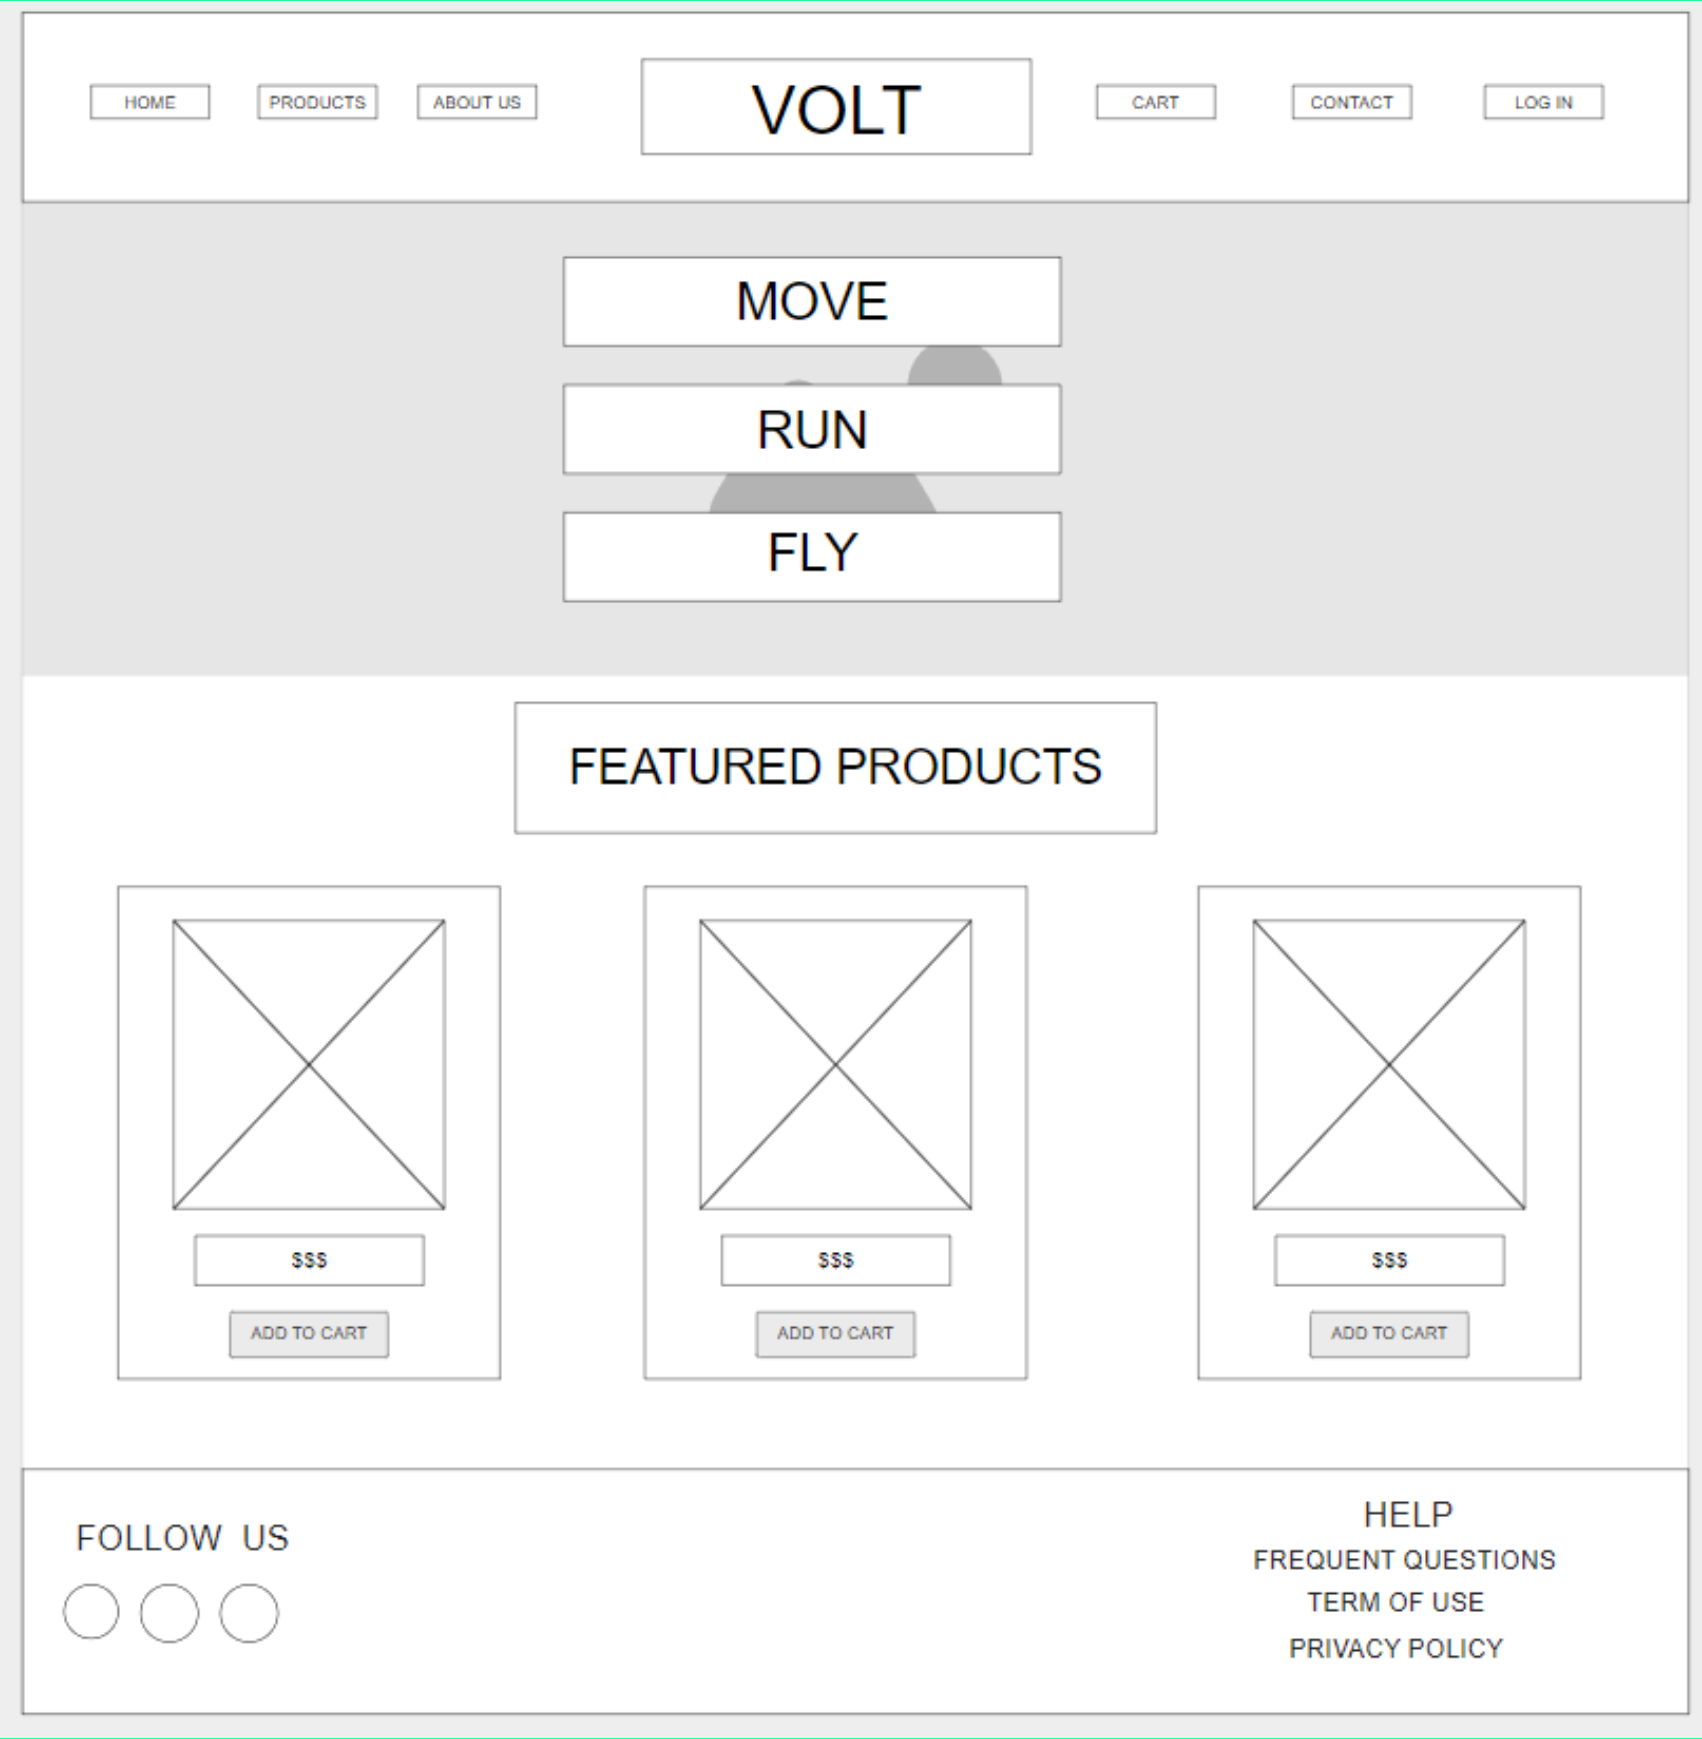 HOME PRODUCTS ABOUT US VOLT CART CONTACT LOG IN
MOVE
RUN
FLY
FEATURED PRODUCTS
$$$ $$$ $$$
ADD TO CART ADD TO CART ADD TO CART
FOLLOW US
HELP
FREQUENT QUESTIONS
TERM OF USE
PRIVACY POLICY